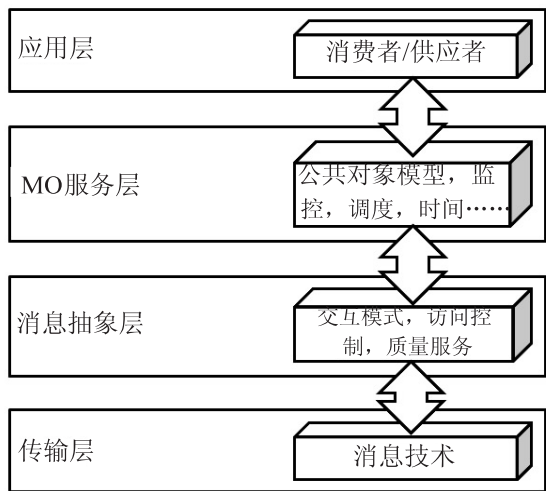 应用层
消费者/供应者
MO服务层
公共对象模型，监
控，调度，时间……
消息抽象层
交互模式，访问控
制，质量服务
传输层
消息技术